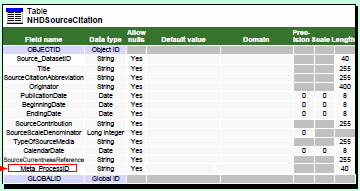 Table
NHDSourceCitation
Field name Data type Allow nulls Default value Domain Prec-ision Scale Length
OBJECTID Object ID
Source_DatasetID String Yes 40
Title String Yes 255
SourceCitationAbbreviation String Yes 255
Originator String Yes 400
PublicationDate Date Yes 0 0 8
BeginningDate Date Yes 0 0 8
EndingDate Date Yes 0 0 8
SourceContribution String Yes 255
SourceScaleDenominator Long Integer Yes 0
TypeOfSourceMedia String Yes 255
CalendarDate Date Yes 0 0 8
SourceCurrentnessReference String Yes 255
Meta_ProcessID String Yes 40
GLOBALID Global ID